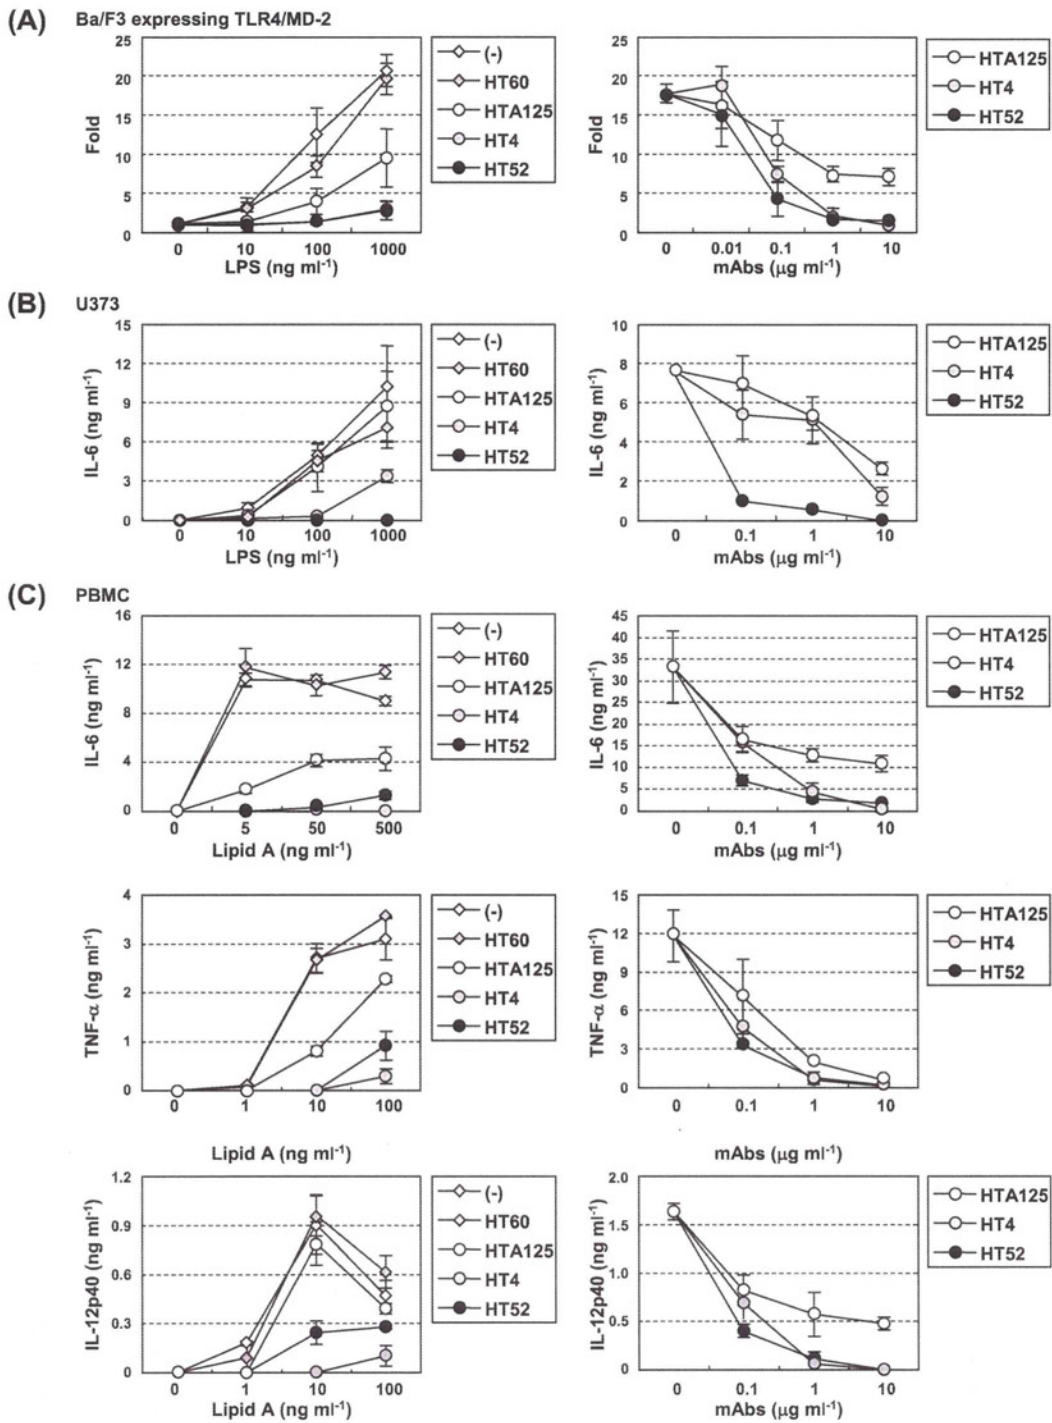 (A) Ba/F3 expressing TLR4/MD-2
25
20
15
10
5
0
Fold
0 10 100 1000
LPS (ng ml-1)
(-)
HT60
HTA125
HT4
HT52
25
20
15
10
5
0
Fold
0 0.01 0.1 1 10
mAbs (μg ml-1)
HTA125
HT4
HT52
(B) U373
15
12
9
6
3
0
IL-6 (ng ml-1)
0 10 100 1000
LPS (ng ml-1)
(-)
HT60
HTA125
HT4
HT52
10
8
6
4
2
0
IL-6 (ng ml-1)
0 0.1 1 10
mAbs (μg ml-1)
HTA125
HT4
HT52
(C) PBMC
16
12
8
4
0
IL-6 (ng ml-1)
0 5 50 500
Lipid A (ng ml-1)
(-)
HT60
HTA125
HT4
HT52
45
40
35
30
25
20
15
10
5
0
IL-6 (ng ml-1)
0 0.1 1 10
mAbs (μg ml-1)
HTA125
HT4
HT52
4
3
2
1
0
TNF-α (ng ml-1)
0 1 10 100
Lipid A (ng ml-1)
(-)
HT60
HTA125
HT4
HT52
15
12
9
6
3
0
TNF-α (ng ml-1)
0 0.1 1 10
mAbs (μg ml-1)
HTA125
HT4
HT52
1.2
0.9
0.6
0.3
0
IL-12p40 (ng ml-1)
0 1 10 100
Lipid A (ng ml-1)
(-)
HT60
HTA125
HT4
HT52
2.0
1.5
1.0
0.5
0
IL-12p40 (ng ml-1)
0 0.1 1 10
mAbs (μg ml-1)
HTA125
HT4
HT52